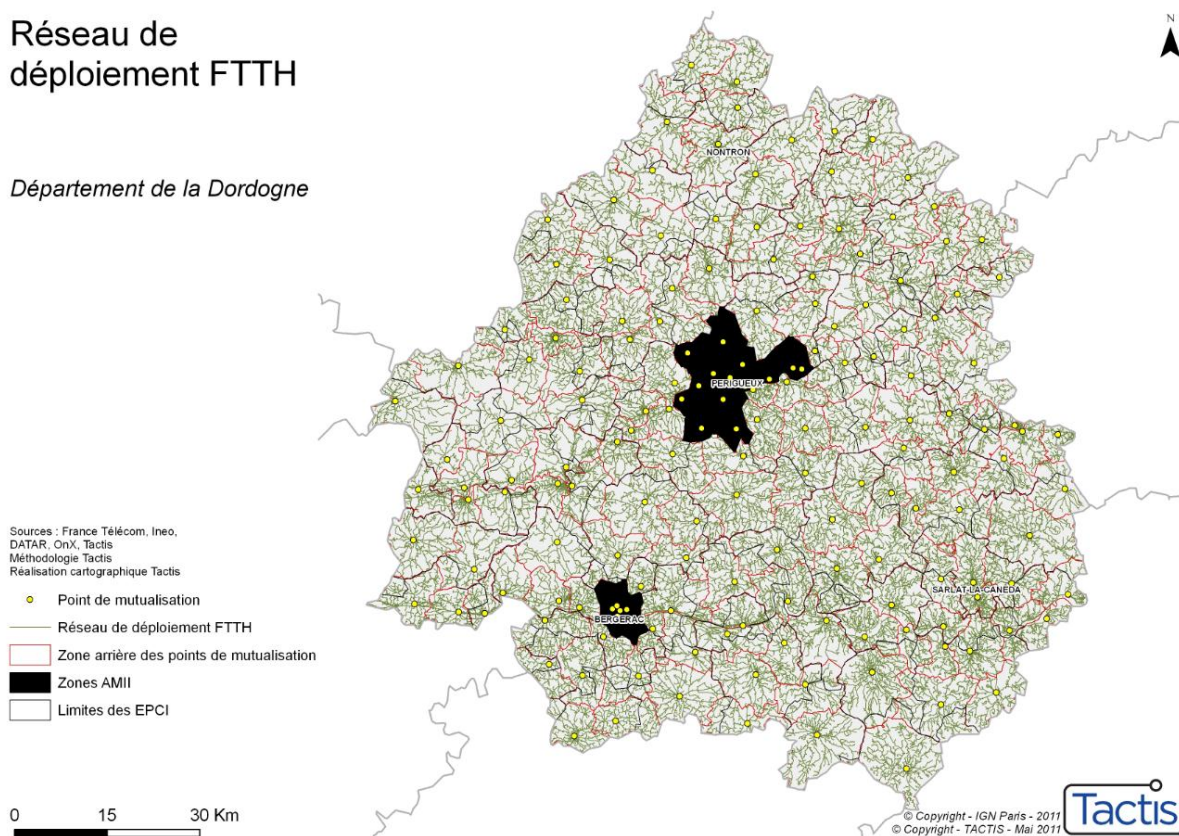 Réseau de
déploiement FTTH
Département de la Dordogne
N
NONTRON
PERIGUEUX
SARLAT-LA-CANEDA
BERGERAC
Sources : France Télécom, Ineo,
DATAR, OnX, Tactis
Méthodologie Tactis
Réalisation cartographique Tactis
Point de mutualisation
Réseau de déploiement FTTH
Zone arrière des points de mutualisation
Zones AMII
Limites des EPCI
0 15 30 Km
© Copyright - IGN Paris - 2011
© Copyright - TACTIS - Mai 2011
Tactis